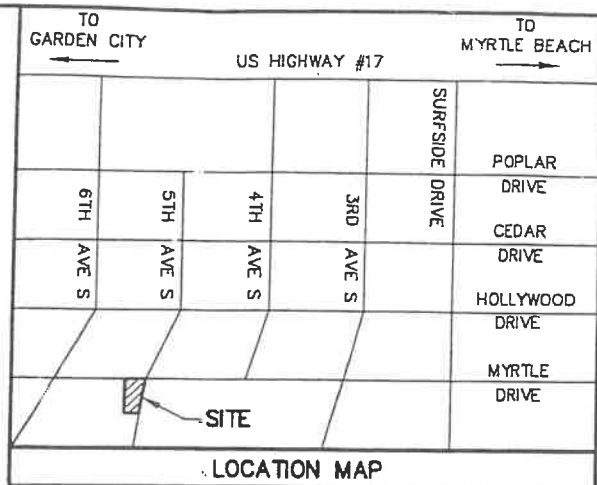 TO
GARDEN CITY
US HIGHWAY #17
TO
MYRTLE BEACH
SURFSIDE DRIVE
POPLAR
DRIVE
6TH AVE S
5TH AVE S
4TH AVE S
3RD AVE S
CEDAR
DRIVE
HOLLYWOOD
DRIVE
MYRTLE
DRIVE
SITE
LOCATION MAP